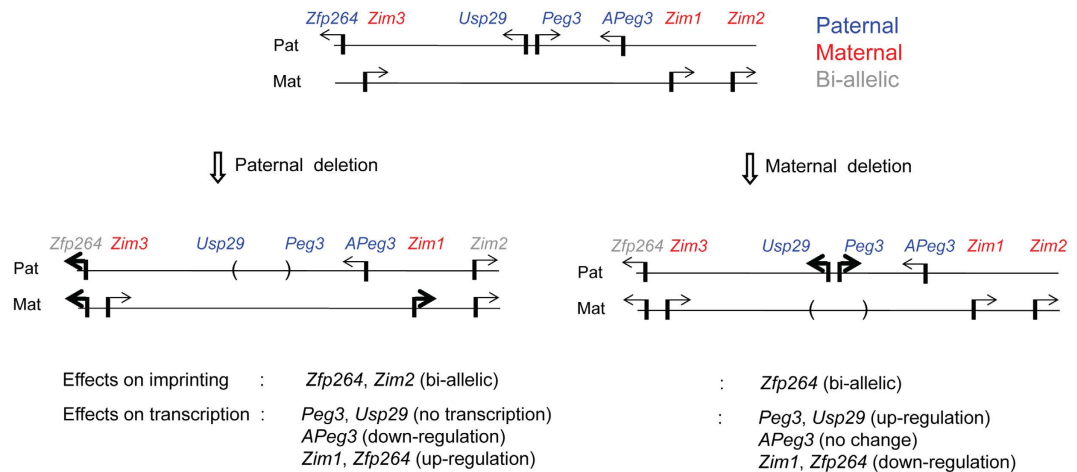 Zfp264 Zim3 Usp29 Peg3 APeg3 Zim1 Zim2
Pat
Mat
Paternal
Maternal
Bi-allelic
Paternal deletion
Maternal deletion
Zfp264 Zim3 Usp29 Peg3 APeg3 Zim1 Zim2
Pat ( )
Mat
Zfp264 Zim3 Usp29 Peg3 APeg3 Zim1 Zim2
Pat
Mat ( )
Effects on imprinting : Zfp264, Zim2 (bi-allelic)
Effects on transcription : Peg3, Usp29 (no transcription)
APeg3 (down-regulation)
Zim1, Zfp264 (up-regulation)
: Zfp264 (bi-allelic)
: Peg3, Usp29 (up-regulation)
APeg3 (no change)
Zim1, Zfp264 (down-regulation)